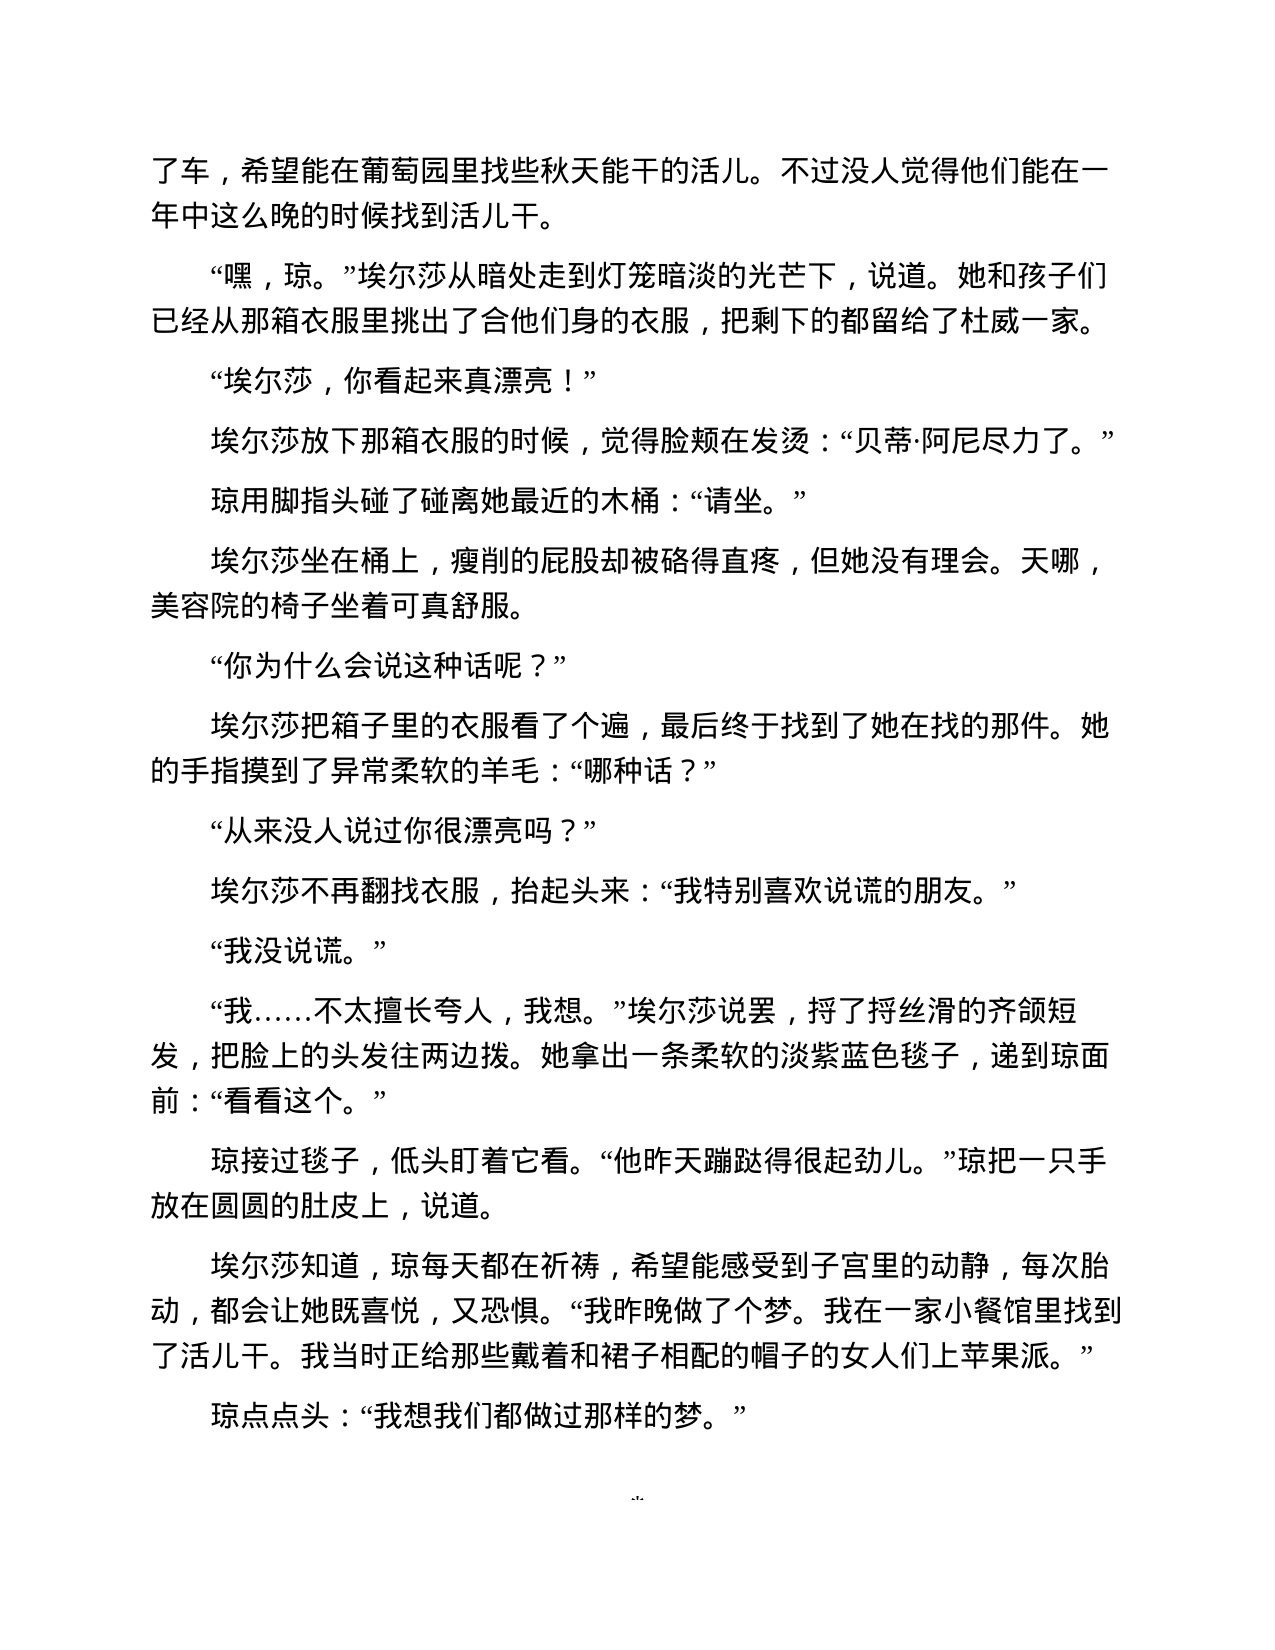 了车，希望能在葡萄园里找些秋天能干的活儿。不过没人觉得他们能在一
年中这么晚的时候找到活儿干。
“嘿，琼。”埃尔莎从暗处走到灯笼暗淡的光芒下，说道。她和孩子们
已经从那箱衣服里挑出了合他们身的衣服，把剩下的都留给了杜威一家。
“埃尔莎，你看起来真漂亮！”
埃尔莎放下那箱衣服的时候，觉得脸颊在发烫：“贝蒂·阿尼尽力了。”
琼用脚指头碰了碰离她最近的木桶：“请坐。”
埃尔莎坐在桶上，瘦削的屁股却被硌得直疼，但她没有理会。天哪，
美容院的椅子坐着可真舒服。
“你为什么会说这种话呢？”
埃尔莎把箱子里的衣服看了个遍，最后终于找到了她在找的那件。她
的手指摸到了异常柔软的羊毛：“哪种话？”
“从来没人说过你很漂亮吗？”
埃尔莎不再翻找衣服，抬起头来：“我特别喜欢说谎的朋友。”
“我没说谎。”
“我……不太擅长夸人，我想。”埃尔莎说罢，捋了捋丝滑的齐颌短
发，把脸上的头发往两边拨。她拿出一条柔软的淡紫蓝色毯子，递到琼面
前：“看看这个。”
琼接过毯子，低头盯着它看。“他昨天蹦跶得很起劲儿。”琼把一只手
放在圆圆的肚皮上，说道。
埃尔莎知道，琼每天都在祈祷，希望能感受到子宫里的动静，每次胎
动，都会让她既喜悦，又恐惧。“我昨晚做了个梦。我在一家小餐馆里找到
了活儿干。我当时正给那些戴着和裙子相配的帽子的女人们上苹果派。”
琼点点头：“我想我们都做过那样的梦。”
*